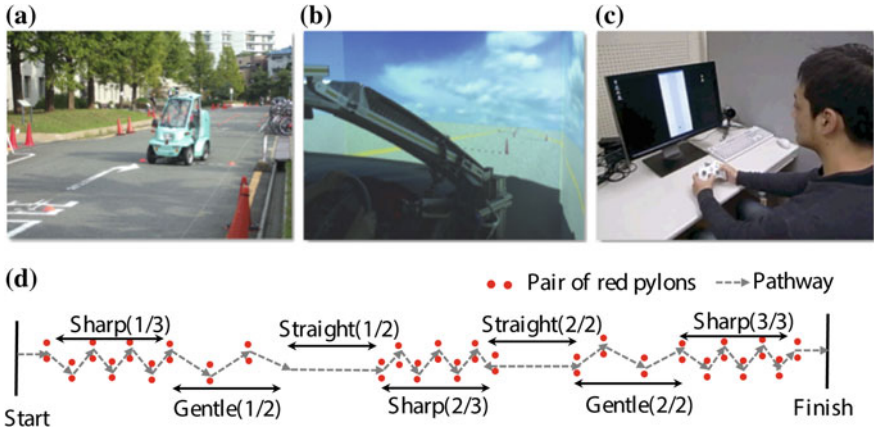 (a)
(b)
(c)
(d)
Pair of red pylons
Pathway
Sharp(1/3)
Straight(1/2)
Straight(2/2)
Sharp(3/3)
Gentle(1/2)
Sharp(2/3)
Gentle(2/2)
Start
Finish